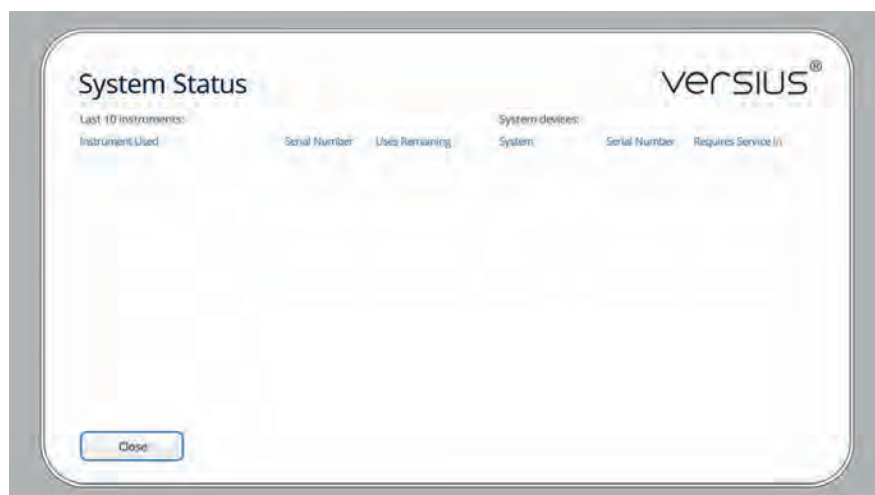 System Status
versius®
Last 10 instruments:
Instrument Used Serial Number Uses Remaining
System devices:
System Serial Number Requires Service In
Close